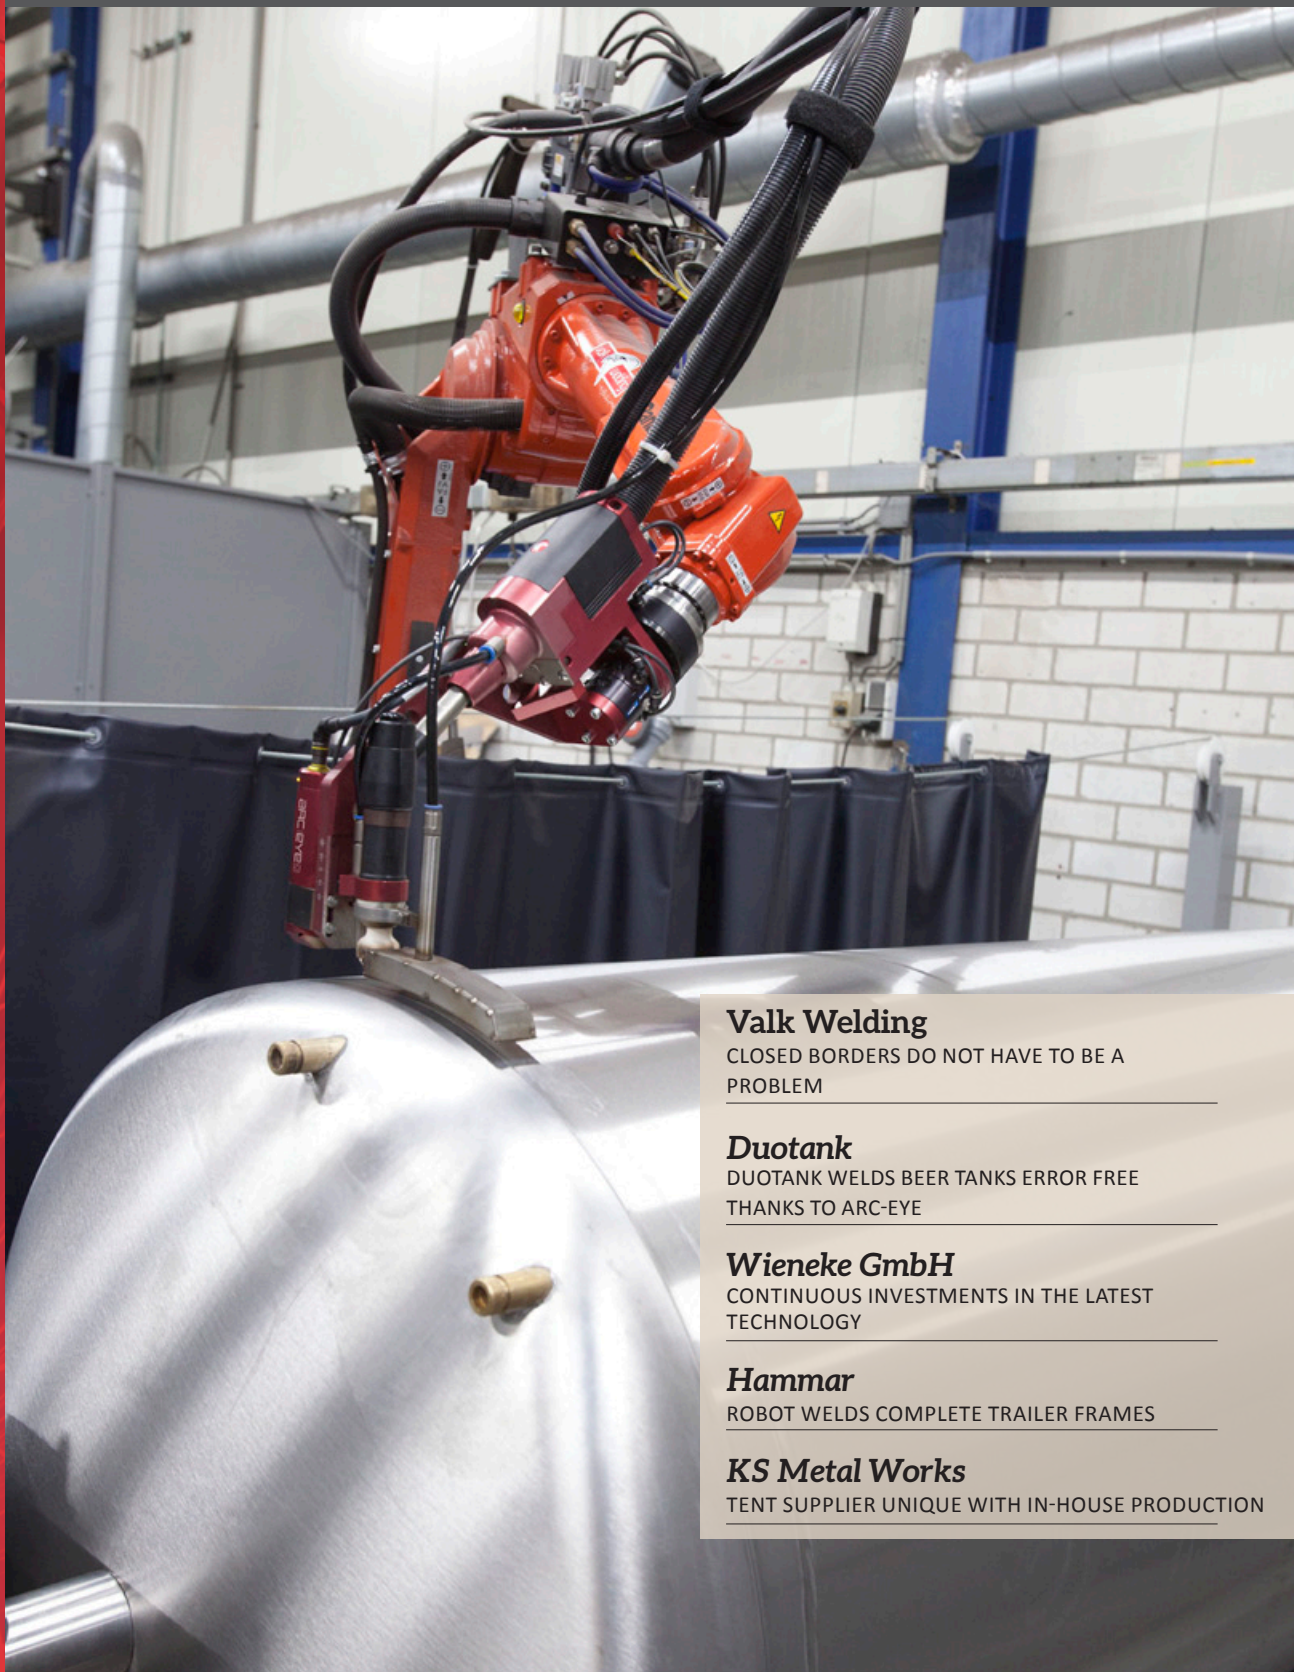 arc eye
Valk Welding
CLOSED BORDERS DO NOT HAVE TO BE A
PROBLEM
Duotank
DUOTANK WELDS BEER TANKS ERROR FREE
THANKS TO ARC-EYE
Wieneke GmbH
CONTINUOUS INVESTMENTS IN THE LATEST
TECHNOLOGY
Hammar
ROBOT WELDS COMPLETE TRAILER FRAMES
KS Metal Works
TENT SUPPLIER UNIQUE WITH IN-HOUSE PRODUCTION